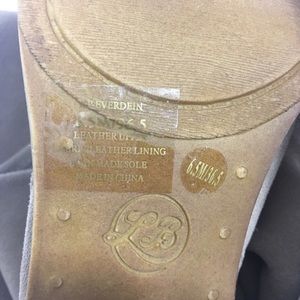 REVERDEIN
6.5M/36.5
LEATHER UPPER
LEATHER LINING
MAN MADE SOLE
MADE IN CHINA
6.5M/36.5
LB